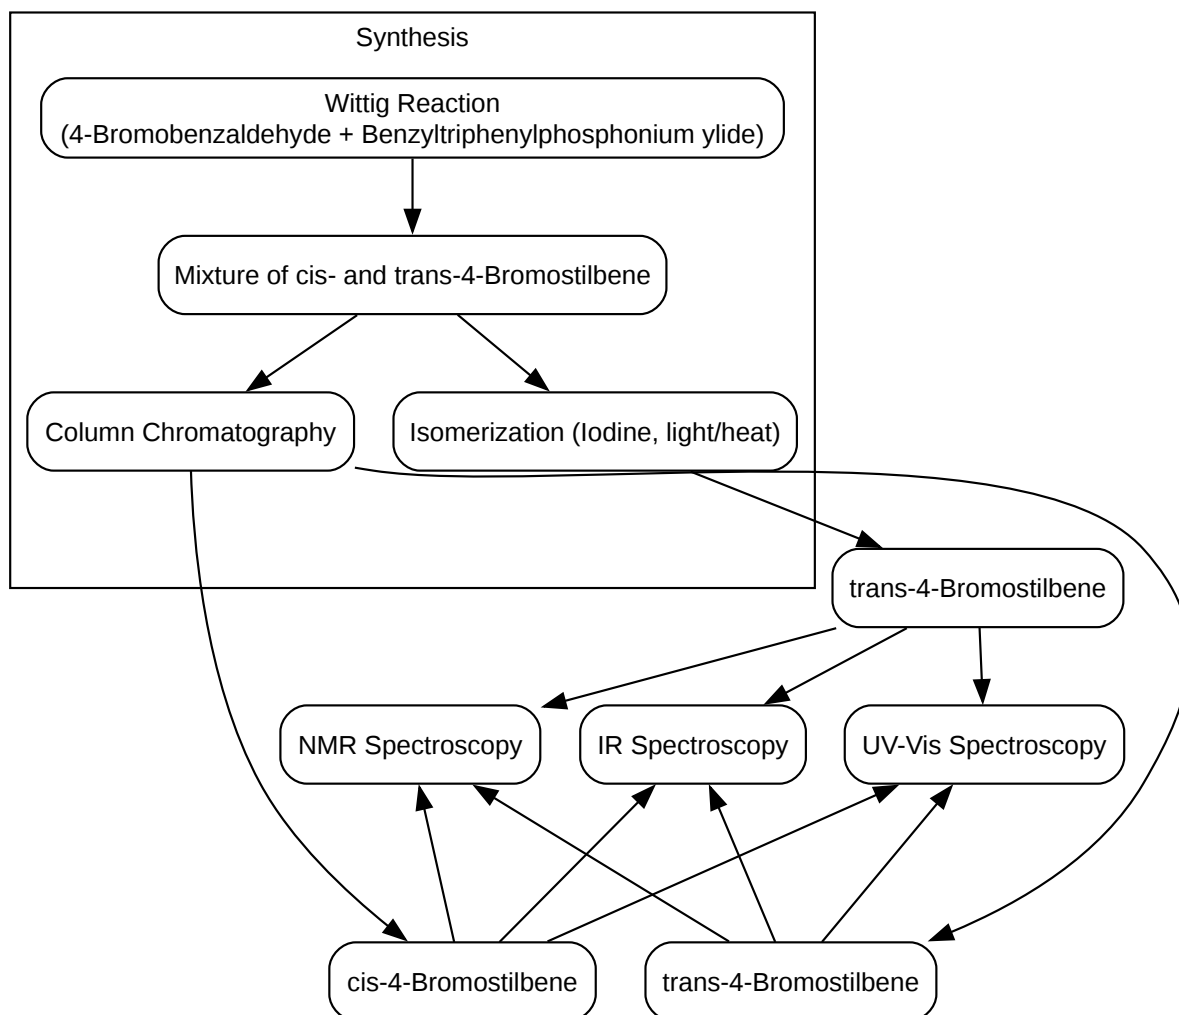 Synthesis
Wittig Reaction
(4-Bromobenzaldehyde + Benzyltriphenylphosphonium ylide)
Mixture of cis- and trans-4-Bromostilbene
Column Chromatography
Isomerization (Iodine, light/heat)
trans-4-Bromostilbene
NMR Spectroscopy
IR Spectroscopy
UV-Vis Spectroscopy
cis-4-Bromostilbene
trans-4-Bromostilbene